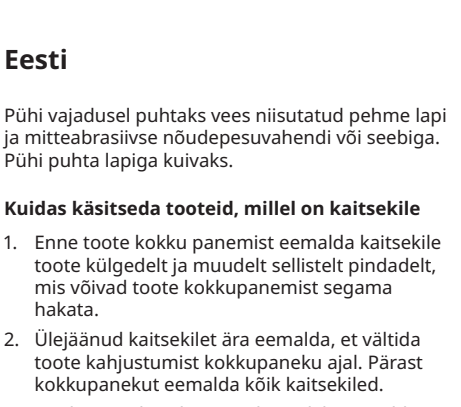 Eesti
Pühi vajadusel puhtaks vees niisutatud pehme lapi
ja mitteabrasiivse nõudepesuvahendi või seebiga.
Pühi puhta lapiga kuivaks.
Kuidas käsitseda tooteid, millel on kaitsekile
1. Enne toote kokku panemist eemalda kaitsekile
toote külgedelt ja muudelt sellistelt pindadelt,
mis võivad toote kokkupanemist segama
hakata.
2. Ülejäänud kaitsekilet ära eemalda, et vältida
toote kahjustumist kokkupaneku ajal. Pärast
kokkupanekut eemalda kõik kaitsekiled.